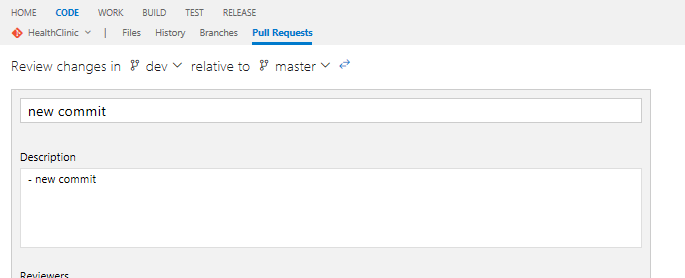 HOME CODE WORK BUILD TEST RELEASE
HealthClinic | Files History Branches Pull Requests
Review changes in dev relative to master
new commit
Description
- new commit
Reviewers